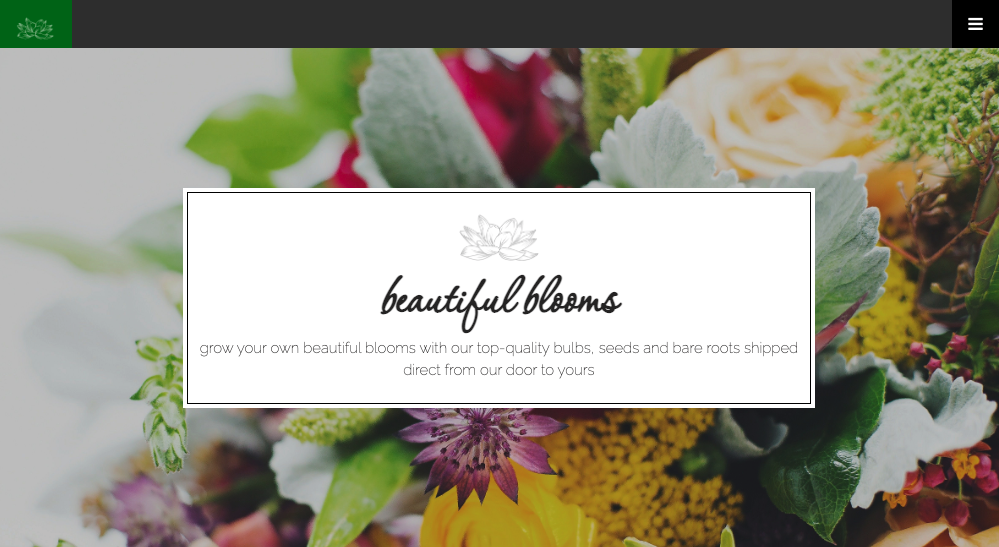 beautiful blooms
grow your own beautiful blooms with our top-quality bulbs, seeds and bare roots shipped
direct from our door to yours